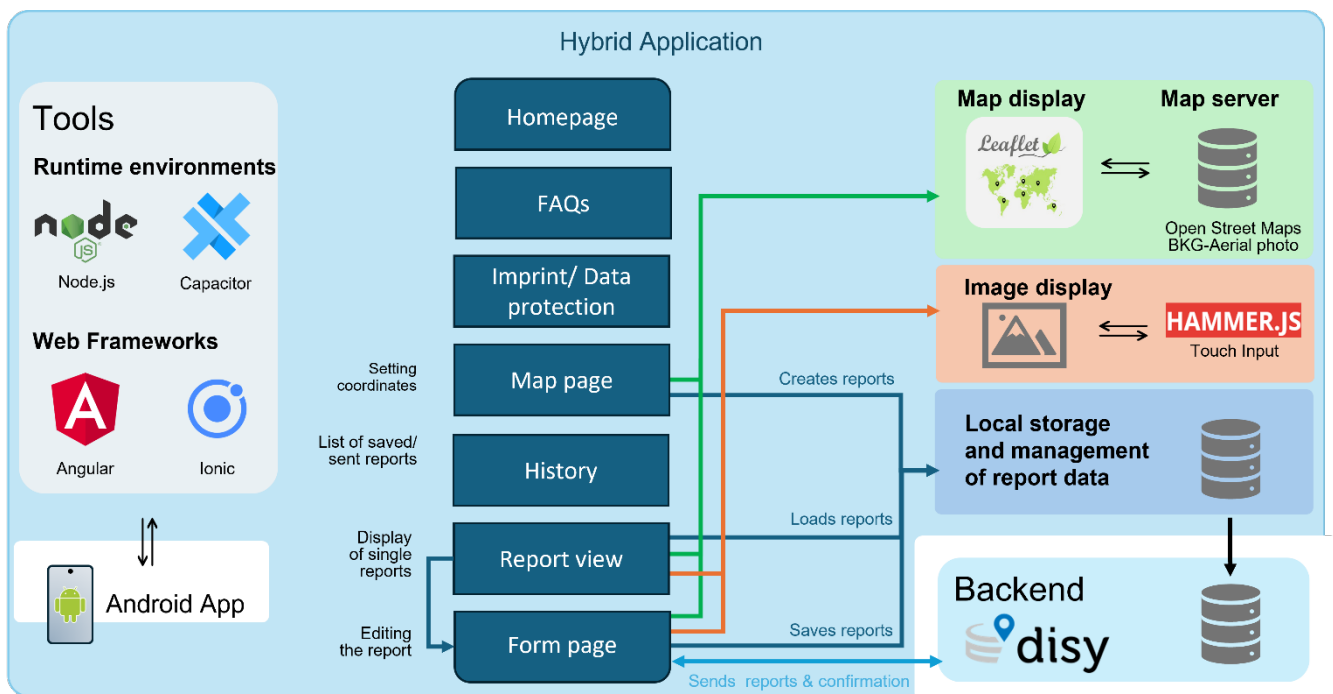 Hybrid Application
Tools
Runtime environments
node
JS
Node.js
Capacitor
Web Frameworks
A
Angular
Ionic
Android App
Homepage
FAQs
Imprint/ Data
protection
Setting
coordinates
Map page
List of saved/
sent reports
History
Display
of single
reports
Report view
Editing
the report
Form page
Creates reports
Loads reports
Saves reports
Sends reports & confirmation
Map display
Leaflet
Map server
Open Street Maps
BKG-Aerial photo
Image display
HAMMER.JS
Touch Input
Local storage
and management
of report data
Backend
disy